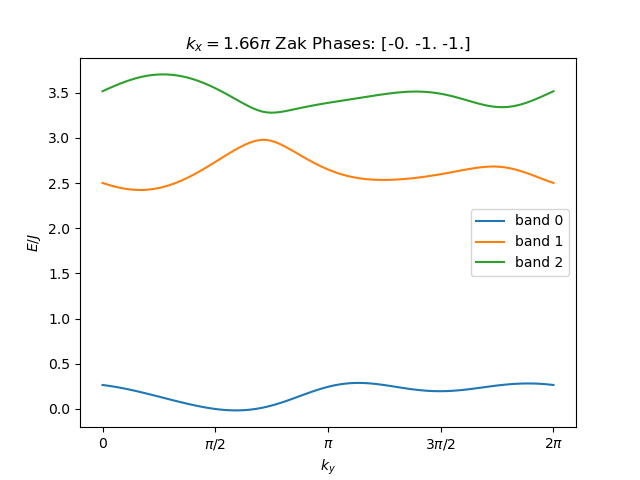 kₓ = 1.66π Zak Phases: [-0. -1. -1.]
3.5
3.0
2.5
2.0
1.5
1.0
0.5
0.0
E/J
band 0
band 1
band 2
0
π/2
π
3π/2
2π
k_y